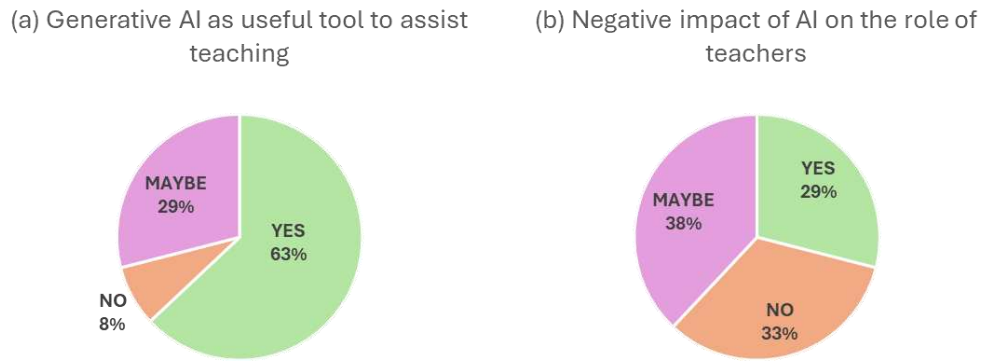 (a) Generative AI as useful tool to assist
teaching
MAYBE
29%
YES
63%
NO
8%
(b) Negative impact of AI on the role of
teachers
YES
29%
MAYBE
38%
NO
33%